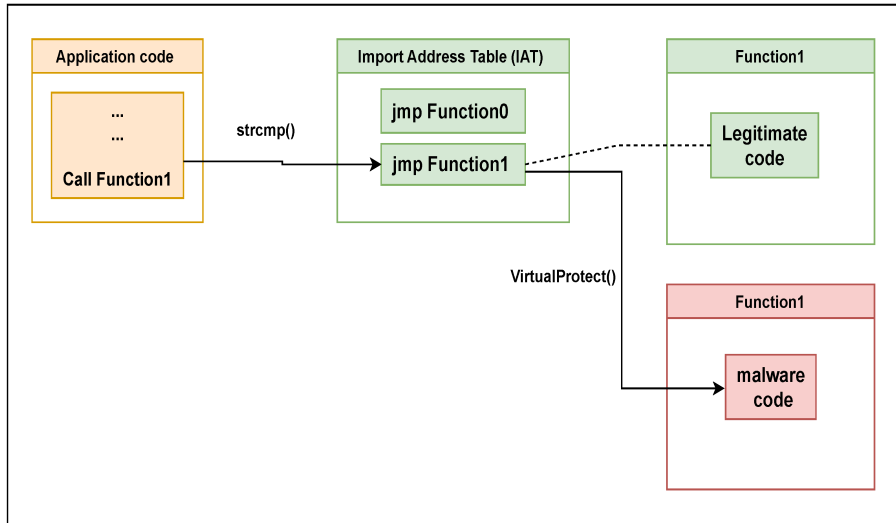 Application code
...
...
Call Function1
strcmp()
Import Address Table (IAT)
jmp Function0
jmp Function1
Function1
Legitimate
code
VirtualProtect()
Function1
malware
code